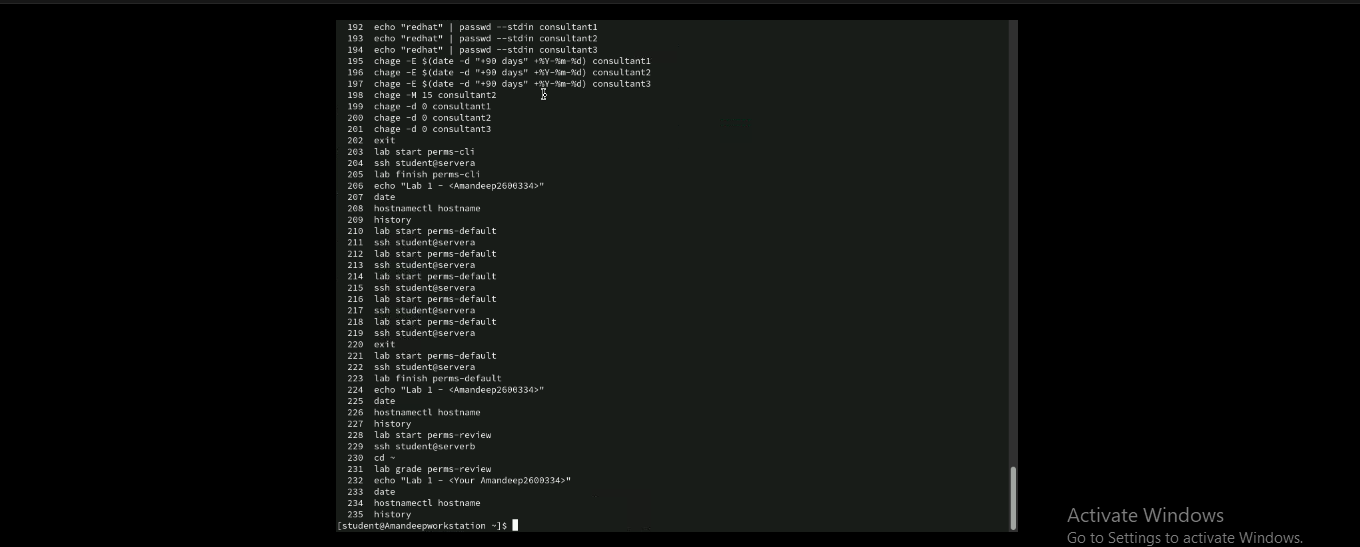 192 echo "redhat" | passwd --stdin consultant1
193 echo "redhat" | passwd --stdin consultant2
194 echo "redhat" | passwd --stdin consultant3
195 chage -E $(date -d "+90 days" +%Y-%m-%d) consultant1
196 chage -E $(date -d "+90 days" +%Y-%m-%d) consultant2
197 chage -E $(date -d "+90 days" +%Y-%m-%d) consultant3
198 chage -M 15 consultant2
199 chage -d 0 consultant1
200 chage -d 0 consultant2
201 chage -d 0 consultant3
202 exit
203 lab start perms-cli
204 ssh student@servera
205 lab finish perms-cli
206 echo "Lab 1 - <Amandeep2600334>"
207 date
208 hostnamectl hostname
209 history
210 lab start perms-default
211 ssh student@servera
212 lab start perms-default
213 ssh student@servera
214 lab start perms-default
215 ssh student@servera
216 lab start perms-default
217 ssh student@servera
218 lab start perms-default
219 ssh student@servera
220 exit
221 lab start perms-default
222 ssh student@servera
223 lab finish perms-default
224 echo "Lab 1 - <Amandeep2600334>"
225 date
226 hostnamectl hostname
227 history
228 lab start perms-review
229 ssh student@serverb
230 cd ~
231 lab grade perms-review
232 echo "Lab 1 - <Your Amandeep2600334>"
233 date
234 hostnamectl hostname
235 history
[student@Amandeepworkstation ~]$
Activate Windows
Go to Settings to activate Windows.